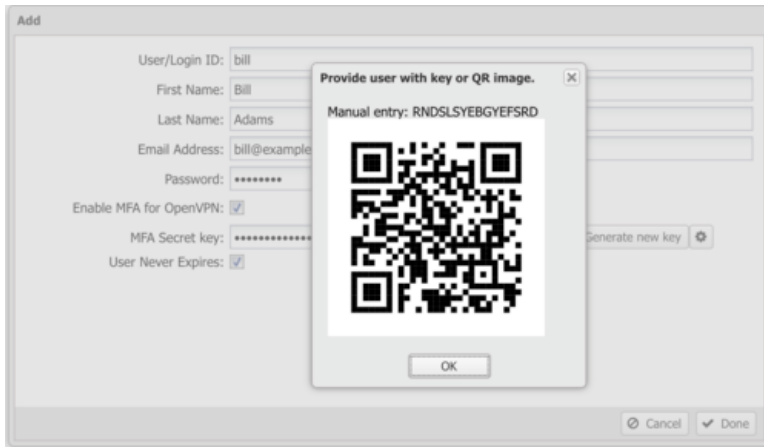 Add
User/Login ID: bill
First Name: Bill
Last Name: Adams
Email Address: bill@example
Password: ••••••••
Enable MFA for OpenVPN:
MFA Secret key: •••••••••••••
Generate new key
User Never Expires:
Provide user with key or QR image.
Manual entry: RNDSLSYEBGYEFSRD
OK
Cancel
Done